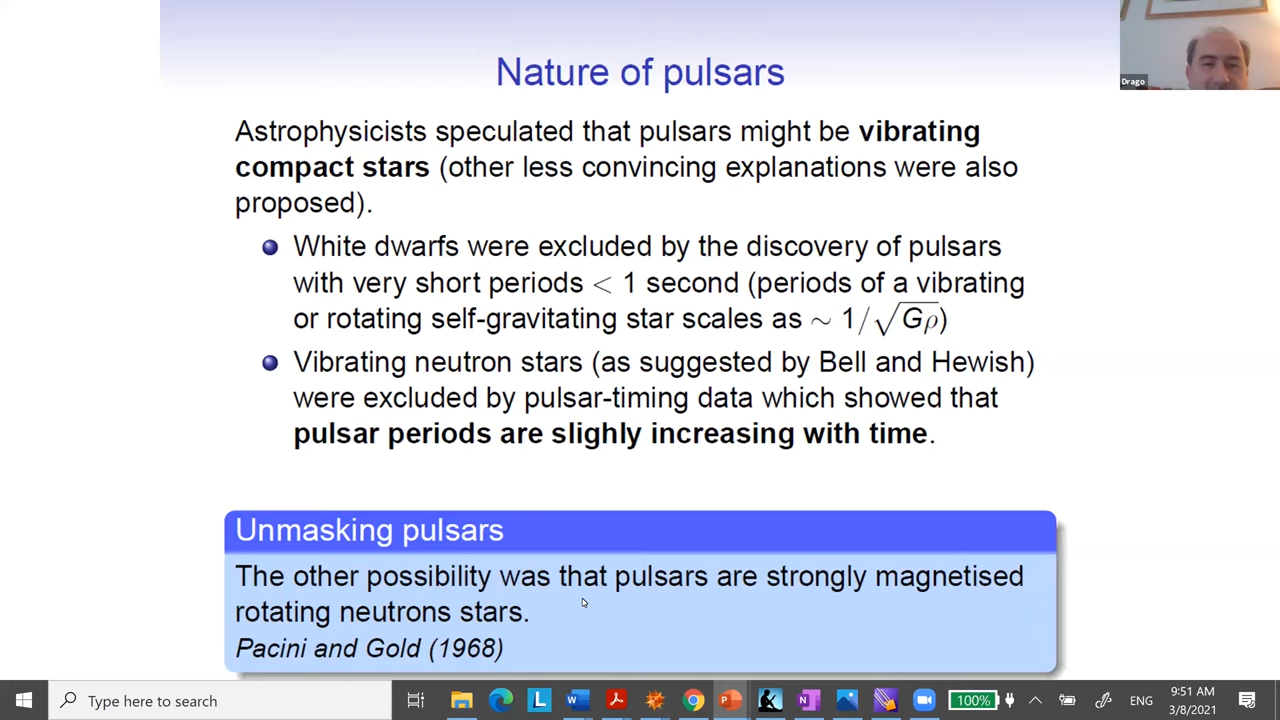 Nature of pulsars
Drago
Astrophysicists speculated that pulsars might be vibrating
compact stars (other less convincing explanations were also
proposed).
White dwarfs were excluded by the discovery of pulsars
with very short periods < 1 second (periods of a vibrating
or rotating self-gravitating star scales as ∼ 1/√Gρ)
Vibrating neutron stars (as suggested by Bell and Hewish)
were excluded by pulsar-timing data which showed that
pulsar periods are slighly increasing with time.
Unmasking pulsars
The other possibility was that pulsars are strongly magnetised
rotating neutrons stars.
Pacini and Gold (1968)
Type here to search
100%
ENG
9:51 AM
3/8/2021